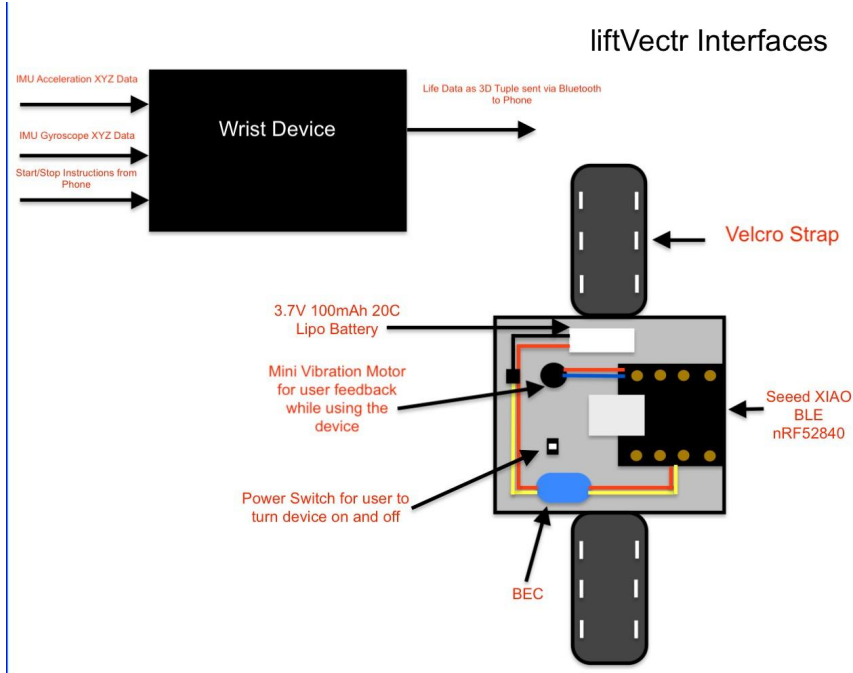 liftVectr Interfaces
IMU Acceleration XYZ Data
IMU Gyroscope XYZ Data
Start/Stop Instructions from
Phone
Wrist Device
Life Data as 3D Tuple sent via Bluetooth
to Phone
Velcro Strap
3.7V 100mAh 20C
Lipo Battery
Mini Vibration Motor
for user feedback
while using the
device
Seeed XIAO
BLE
nRF52840
Power Switch for user to
turn device on and off
BEC